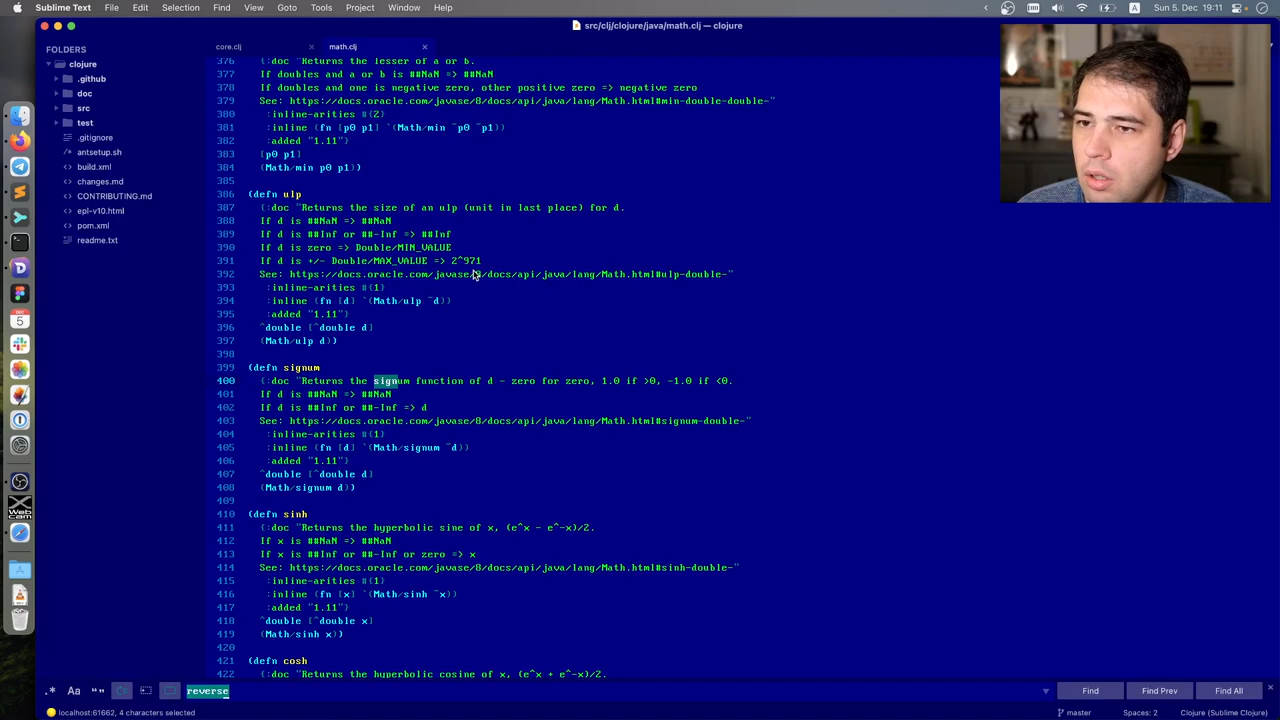 Sublime Text File Edit Selection Find View Goto Tools Project Window Help A Sun 5. Dec 19:11
src/clj/clojure/java/math.clj — clojure
FOLDERS
clojure
.github
doc
src
test
.gitignore
antsetup.sh
build.xml
changes.md
CONTRIBUTING.md
epl-v10.html
pom.xml
readme.txt
core.clj
math.clj
376 {:doc "Returns the lesser of a or b.
377 If doubles and a or b is ##NaN => ##NaN
378 If doubles and one is negative zero, other positive zero => negative zero
379 See: https://docs.oracle.com/javase/8/docs/api/java/lang/Math.html#min-double-double-"
380 :inline-arities #{2}
381 :inline (fn [p0 p1] `(Math/min ~p0 ~p1))
382 :added "1.11"}
383 [p0 p1]
384 (Math/min p0 p1))
385
386 (defn ulp
387 {:doc "Returns the size of an ulp (unit in last place) for d.
388 If d is ##NaN => ##NaN
389 If d is ##Inf or ##-Inf => ##Inf
390 If d is zero => Double/MIN_VALUE
391 If d is +/- Double/MAX_VALUE => 2^971
392 See: https://docs.oracle.com/javase/8/docs/api/java/lang/Math.html#ulp-double-"
393 :inline-arities #{1}
394 :inline (fn [d] `(Math/ulp ~d))
395 :added "1.11"}
396 ^double [^double d]
397 (Math/ulp d))
398
399 (defn signum
400 {:doc "Returns the signum function of d - zero for zero, 1.0 if >0, -1.0 if <0.
401 If d is ##NaN => ##NaN
402 If d is ##Inf or ##-Inf => d
403 See: https://docs.oracle.com/javase/8/docs/api/java/lang/Math.html#signum-double-"
404 :inline-arities #{1}
405 :inline (fn [d] `(Math/signum ~d))
406 :added "1.11"}
407 ^double [^double d]
408 (Math/signum d))
409
410 (defn sinh
411 {:doc "Returns the hyperbolic sine of x, (e^x - e^-x)/2.
412 If x is ##NaN => ##NaN
413 If x is ##Inf or ##-Inf or zero => x
414 See: https://docs.oracle.com/javase/8/docs/api/java/lang/Math.html#sinh-double-"
415 :inline-arities #{1}
416 :inline (fn [x] `(Math/sinh ~x))
417 :added "1.11"}
418 ^double [^double x]
419 (Math/sinh x))
420
421 (defn cosh
422 {:doc "Returns the hyperbolic cosine of x, (e^x + e^-x)/2.
.* Aa “” reverse Find Find Prev Find All
localhost:61662, 4 characters selected master Spaces: 2 Clojure (Sublime Clojure)
DEC
5
X
Web
cam